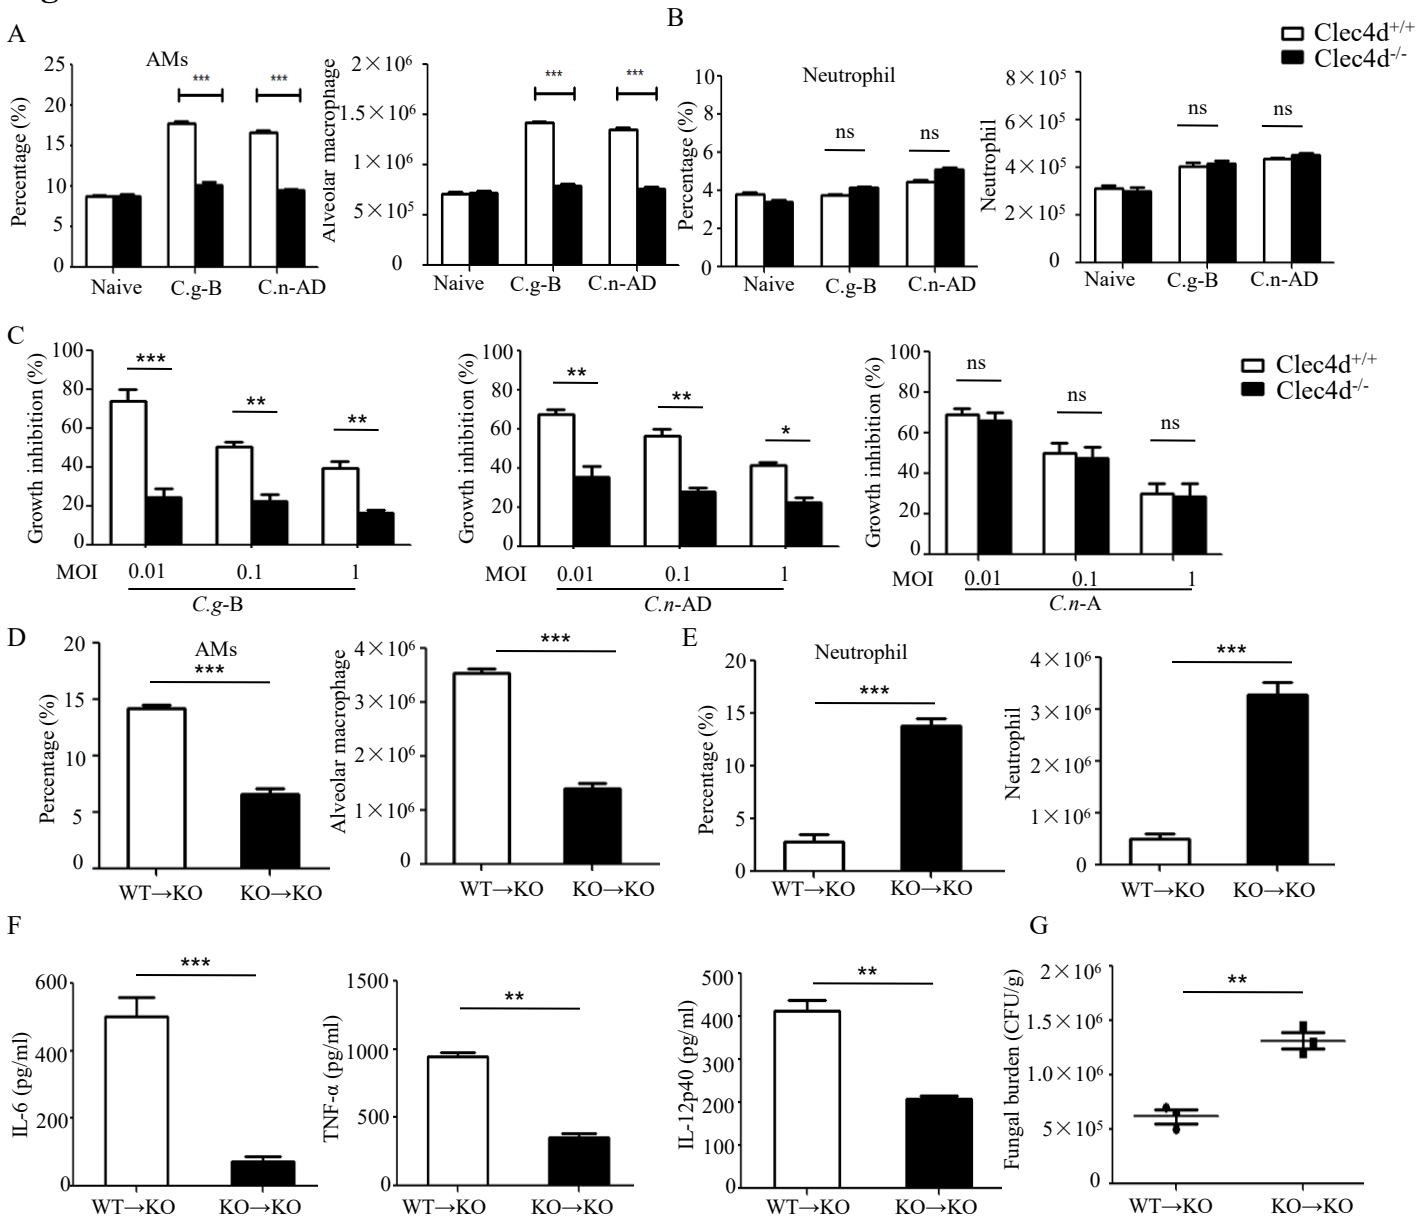 A
AMs
Percentage (%)
25
20
15
10
5
0
***
***
Naive
C.g-B
C.n-AD
Alveolar macrophage
2×10⁶
1.5×10⁶
1×10⁶
5×10⁵
0
***
***
Naive
C.g-B
C.n-AD
B
Neutrophil
Percentage (%)
10
8
6
4
2
0
ns
ns
Naive
C.g-B
C.n-AD
Neutrophil
8×10⁵
6×10⁵
4×10⁵
2×10⁵
0
ns
ns
Naive
C.g-B
C.n-AD
Clec4d+/+
Clec4d-/-
C
Growth inhibition (%)
100
80
60
40
20
0
***
**
**
MOI
0.01
0.1
1
C.g-B
Growth inhibition (%)
100
80
60
40
20
0
**
**
*
MOI
0.01
0.1
1
C.n-AD
Growth inhibition (%)
100
80
60
40
20
0
ns
ns
ns
MOI
0.01
0.1
1
C.n-A
Clec4d+/+
Clec4d-/-
D
AMs
***
Percentage (%)
20
15
10
5
0
WT→KO
KO→KO
Alveolar macrophage
4×10⁶
3×10⁶
2×10⁶
1×10⁶
0
***
WT→KO
KO→KO
E
Neutrophil
***
Percentage (%)
20
15
10
5
0
WT→KO
KO→KO
Neutrophil
4×10⁶
3×10⁶
2×10⁶
1×10⁶
0
***
WT→KO
KO→KO
F
IL-6 (pg/ml)
600
400
200
0
***
WT→KO
KO→KO
TNF-α (pg/ml)
1500
1000
500
0
**
WT→KO
KO→KO
IL-12p40 (pg/ml)
500
400
300
200
100
0
**
WT→KO
KO→KO
G
Fungal burden (CFU/g)
2×10⁶
1.5×10⁶
1.0×10⁶
5×10⁵
0
**
WT→KO
KO→KO